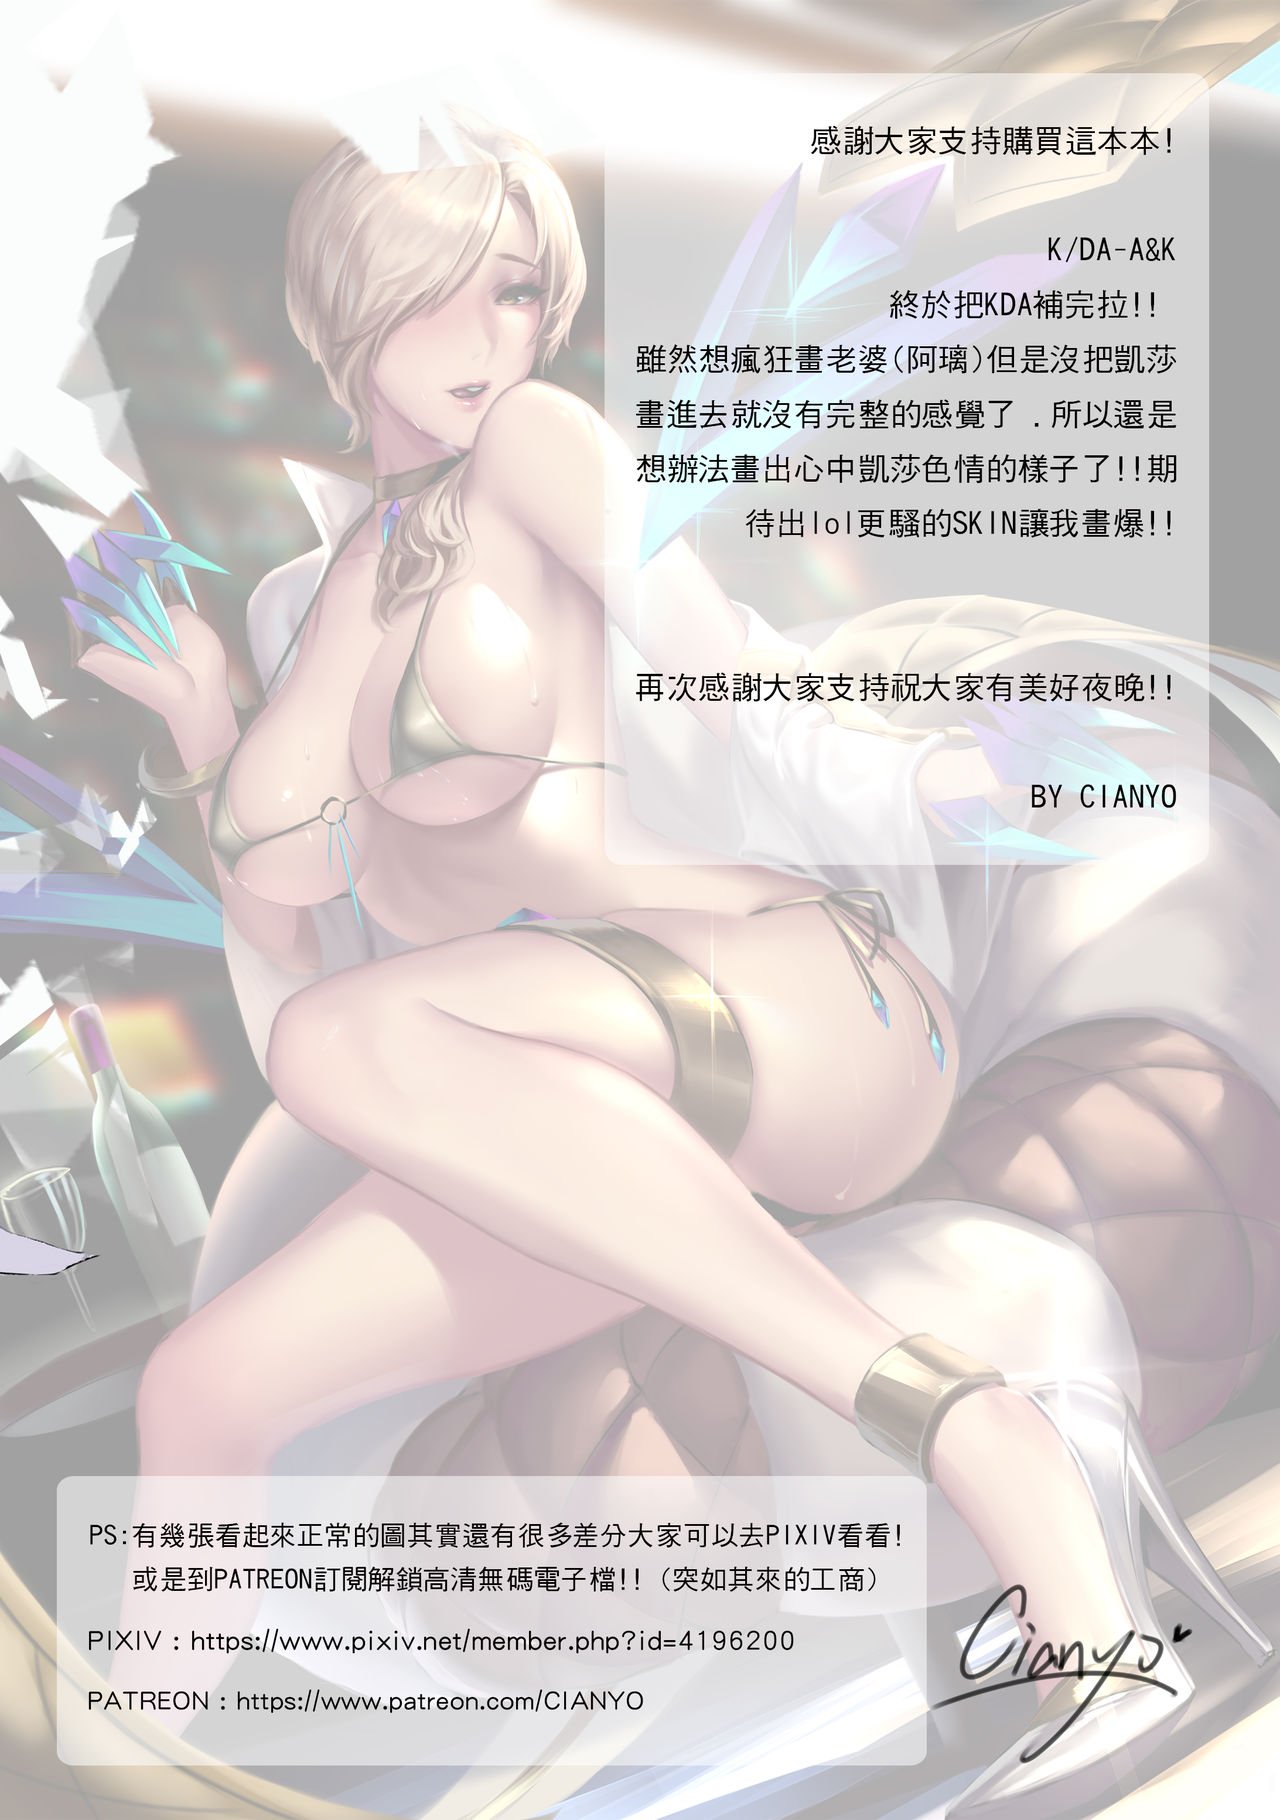 感謝大家支持購買這本本!
K/DA-A&K
終於把KDA補完拉!!
雖然想瘋狂畫老婆(阿璃)但是沒把凱莎
畫進去就沒有完整的感覺了 .所以還是
想辦法畫出心中凱莎色情的樣子了!!期
待出lol更騷的SKIN讓我畫爆!!
再次感謝大家支持祝大家有美好夜晚!!
BY CIANYO
PS:有幾張看起來正常的圖其實還有很多差分大家可以去PIXIV看看!
或是到PATREON訂閱解鎖高清無碼電子檔!! (突如其來的工商)
PIXIV : https://www.pixiv.net/member.php?id=4196200
PATREON : https://www.patreon.com/CIANYO
Cianyo